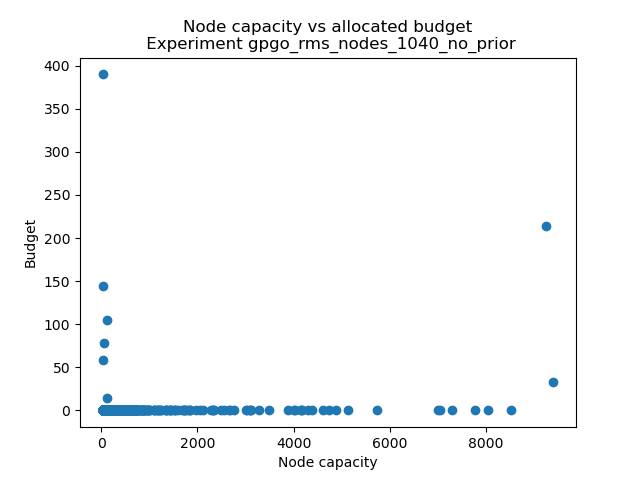 Node capacity vs allocated budget
Experiment gpgo_rms_nodes_1040_no_prior
400
350
300
250
200
150
100
50
0
Budget
0 2000 4000 6000 8000
Node capacity